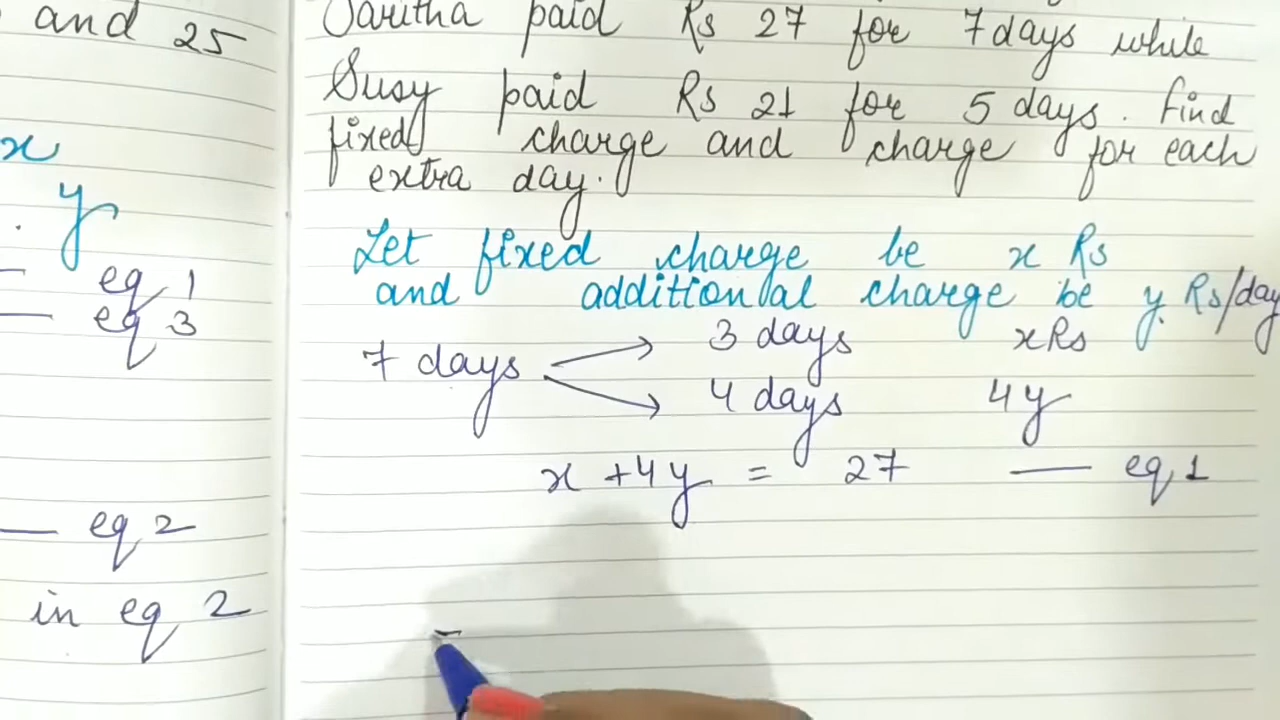 and 25
x
y
eq 1
eq 3
eq 2
in eq 2
Saritha paid Rs 27 for 7 days while
Susy paid Rs 21 for 5 days. Find
fixed charge and charge for each
extra day.
Let fixed charge be x Rs
and additional charge be y Rs/day
7 days → 3 days x Rs
→ 4 days 4y
x + 4y = 27 — eq 1